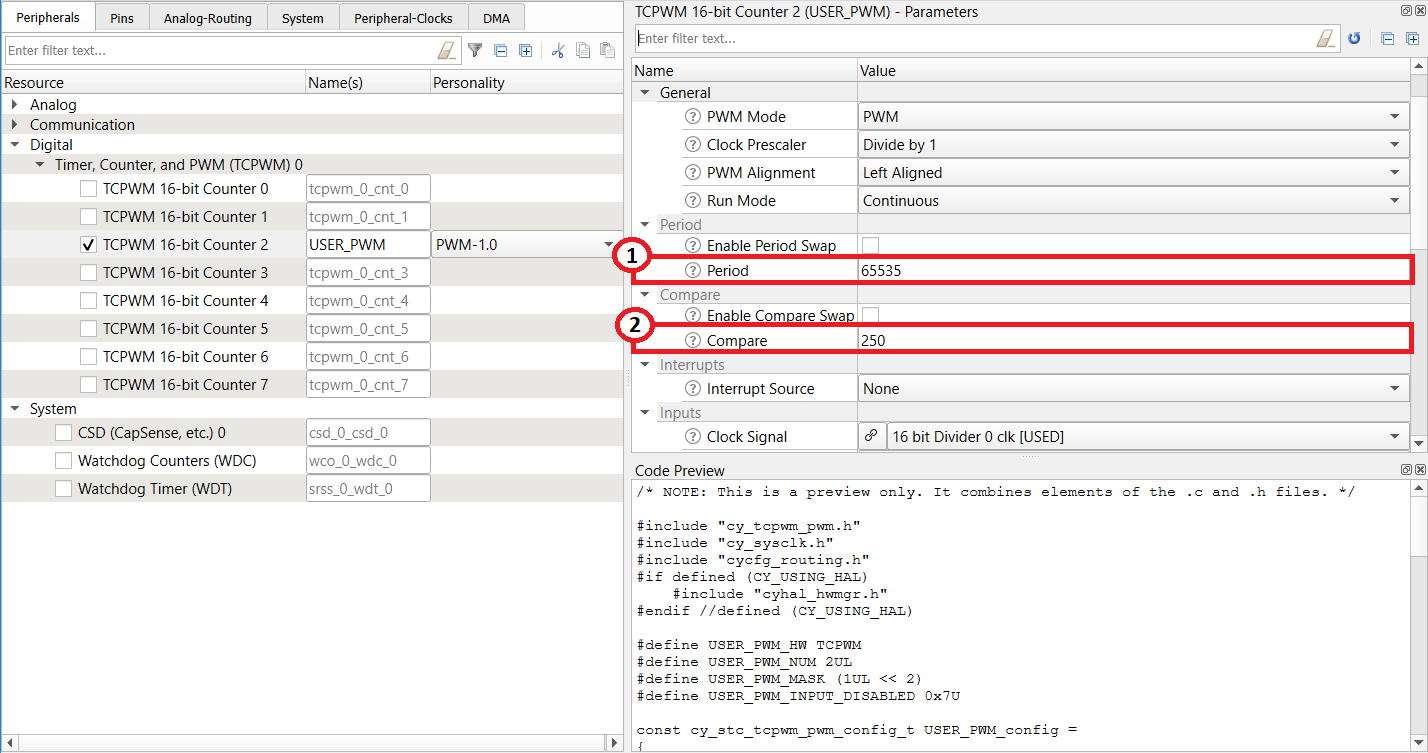 Peripherals Pins Analog-Routing System Peripheral-Clocks DMA
Enter filter text...
Resource Name(s) Personality
Analog
Communication
Digital
Timer, Counter, and PWM (TCPWM) 0
TCPWM 16-bit Counter 0 tcpwm_0_cnt_0
TCPWM 16-bit Counter 1 tcpwm_0_cnt_1
TCPWM 16-bit Counter 2 USER_PWM PWM-1.0
TCPWM 16-bit Counter 3 tcpwm_0_cnt_3
TCPWM 16-bit Counter 4 tcpwm_0_cnt_4
TCPWM 16-bit Counter 5 tcpwm_0_cnt_5
TCPWM 16-bit Counter 6 tcpwm_0_cnt_6
TCPWM 16-bit Counter 7 tcpwm_0_cnt_7
System
CSD (CapSense, etc.) 0 csd_0_csd_0
Watchdog Counters (WDC) wco_0_wdc_0
Watchdog Timer (WDT) srss_0_wdt_0
TCPWM 16-bit Counter 2 (USER_PWM) - Parameters
Enter filter text...
Name Value
General
? PWM Mode PWM
? Clock Prescaler Divide by 1
? PWM Alignment Left Aligned
? Run Mode Continuous
Period
? Enable Period Swap
1 ? Period 65535
Compare
? Enable Compare Swap
2 ? Compare 250
Interrupts
? Interrupt Source None
Inputs
? Clock Signal 16 bit Divider 0 clk [USED]
Code Preview
/* NOTE: This is a preview only. It combines elements of the .c and .h files. */
#include "cy_tcpwm_pwm.h"
#include "cy_sysclk.h"
#include "cycfg_routing.h"
#if defined (CY_USING_HAL)
#include "cyhal_hwmgr.h"
#endif //defined (CY_USING_HAL)
#define USER_PWM_HW TCPWM
#define USER_PWM_NUM 2UL
#define USER_PWM_MASK (1UL << 2)
#define USER_PWM_INPUT_DISABLED 0x7U
const cy_stc_tcpwm_pwm_config_t USER_PWM_config =
{